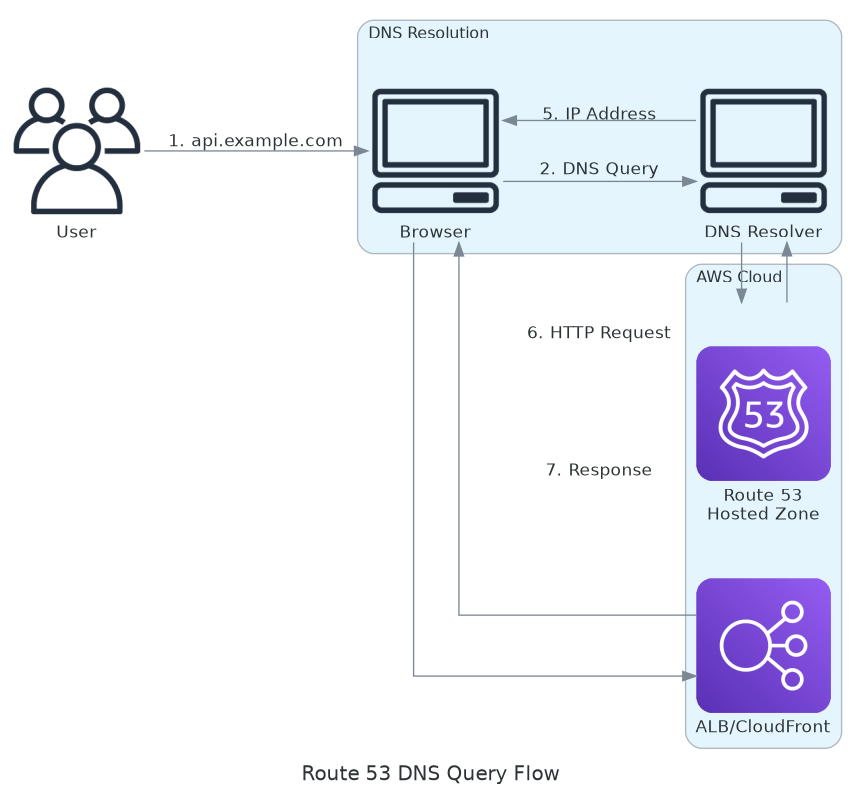 DNS Resolution
1. api.example.com
5. IP Address
2. DNS Query
User
Browser
DNS Resolver
AWS Cloud
6. HTTP Request
53
7. Response
Route 53
Hosted Zone
ALB/CloudFront
Route 53 DNS Query Flow